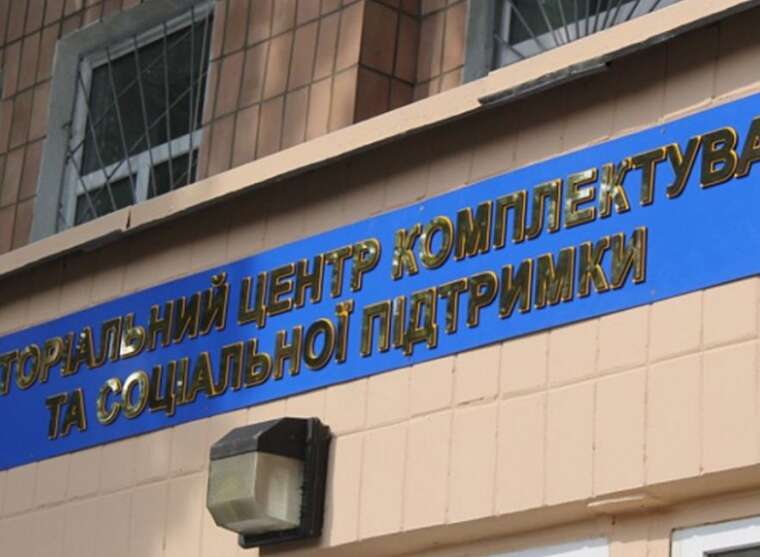 ТОРІАЛЬНИЙ ЦЕНТР КОМПЛЕКТУВА
ТА СОЦІАЛЬНОЇ ПІДТРИМКИ